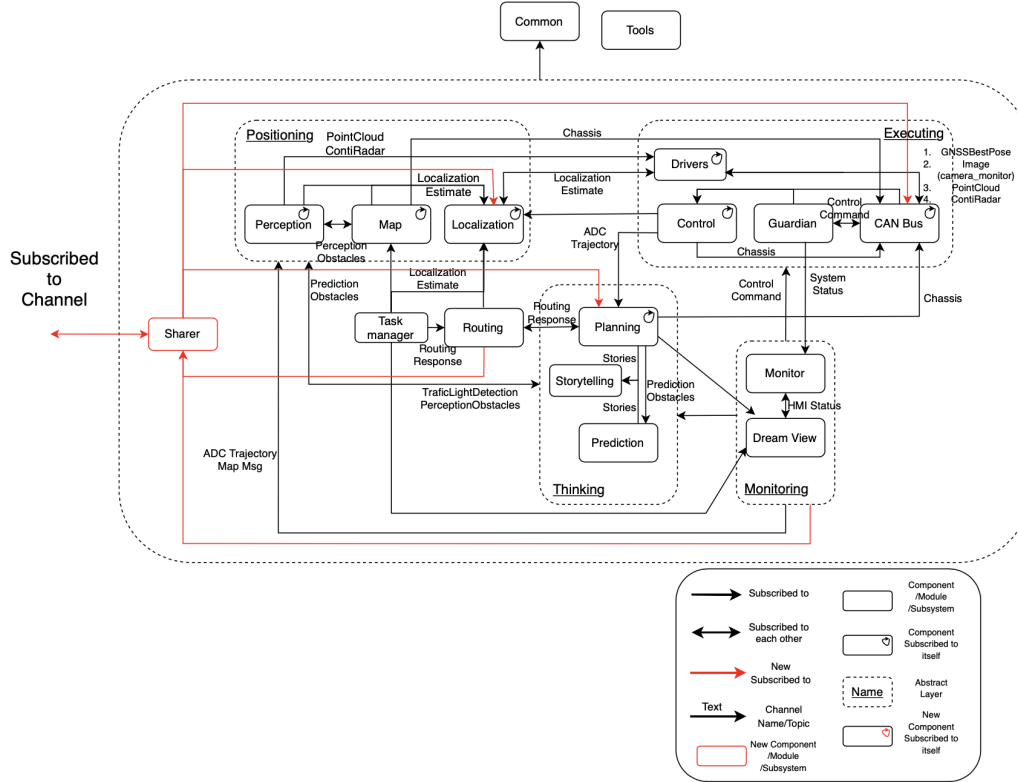 Common
Tools
Positioning
PointCloud
ContiRadar
Chassis
Executing
Drivers
1. GNSSBestPose
2. Image
(camera_monitor)
3. PointCloud
4. ContiRadar
Localization
Estimate
Localization
Estimate
Perception
Map
Localization
Control
Guardian
Control
Command
CAN Bus
Perception
Obstacles
ADC
Trajectory
Chassis
Subscribed
to
Channel
Prediction
Obstacles
Localization
Estimate
Control
Command
System
Status
Chassis
Sharer
Task
manager
Routing
Routing
Response
Routing
Response
Planning
Stories
Monitor
Storytelling
Prediction
Obstacles
TraficLightDetection
PerceptionObstacles
Stories
HMI Status
Prediction
Dream View
ADC Trajectory
Map Msg
Thinking
Monitoring
Subscribed to
Component
/Module
/Subsystem
Subscribed to
each other
Component
Subscribed to
itself
New
Subscribed to
Name
Abstract
Layer
Text
Channel
Name/Topic
New
Component
Subscribed to
itself
New Component
/Module
/Subsystem